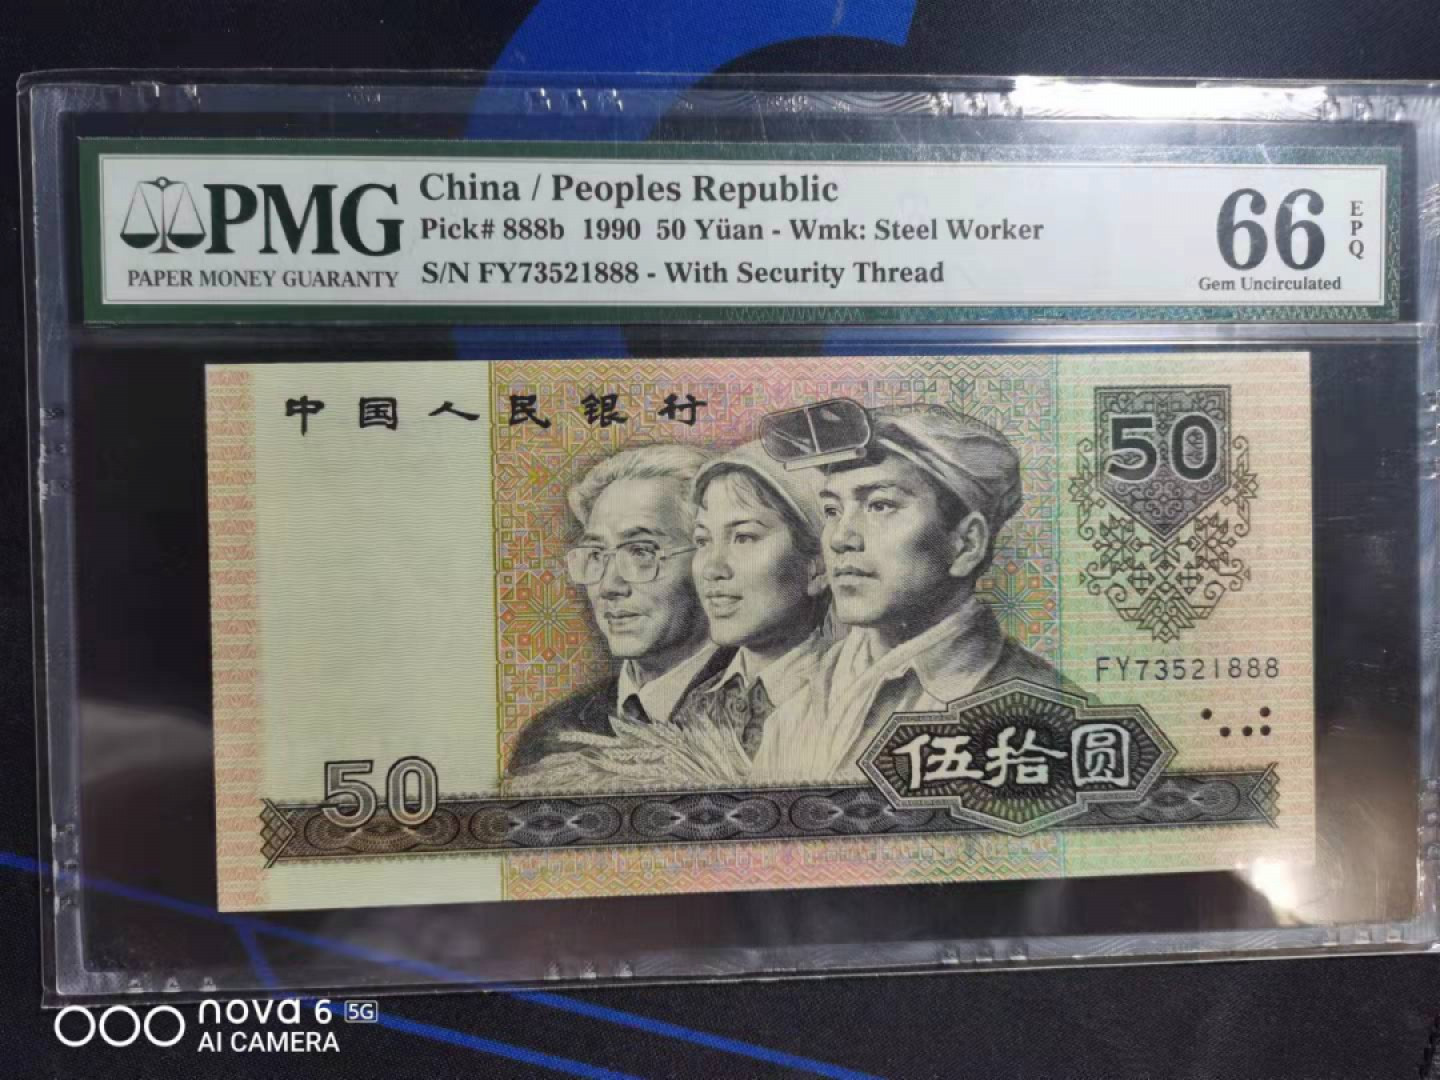 PMG
PAPER MONEY GUARANTY
China / Peoples Republic
Pick# 888b 1990 50 Yüan - Wmk: Steel Worker
S/N FY73521888 - With Security Thread
66
EPQ
Gem Uncirculated
中国人民银行
50
FY73521888
伍拾圆
50
nova 6 5G
AI CAMERA